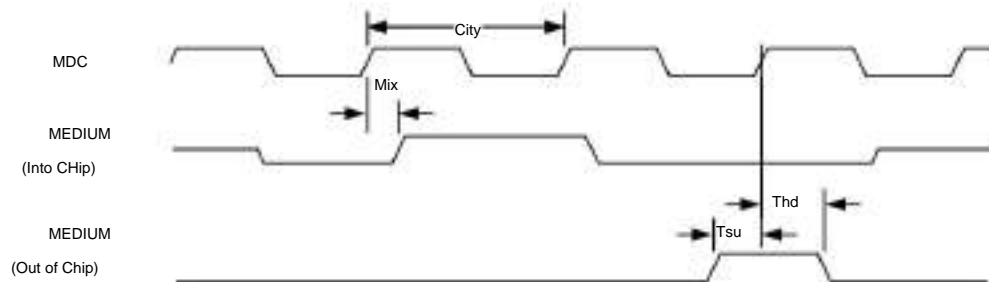 City
MDC
Mix
MEDIUM
(Into CHip)
Thd
MEDIUM
Tsu
(Out of Chip)